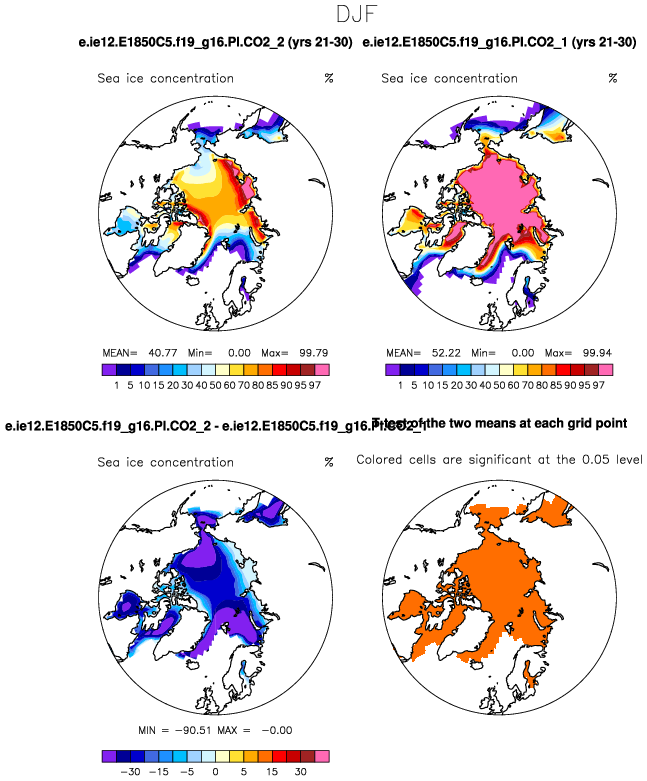 DJF
e.ie12.E1850C5.f19_g16.PI.CO2_2 (yrs 21-30) e.ie12.E1850C5.f19_g16.PI.CO2_1 (yrs 21-30)
Sea ice concentration % Sea ice concentration %
MEAN= 40.77 Min= 0.00 Max= 99.79 MEAN= 52.22 Min= 0.00 Max= 99.94
1 5 10 15 20 30 40 50 60 70 80 85 90 95 97 1 5 10 15 20 30 40 50 60 70 80 85 90 95 97
e.ie12.E1850C5.f19_g16.PI.CO2_2 - e.ie12.E1850C5.f19_g16.PI.CO2_1 T-test of the two means at each grid point
Sea ice concentration % Colored cells are significant at the 0.05 level
MIN = -90.51 MAX = -0.00
-30 -15 -5 0 5 15 30